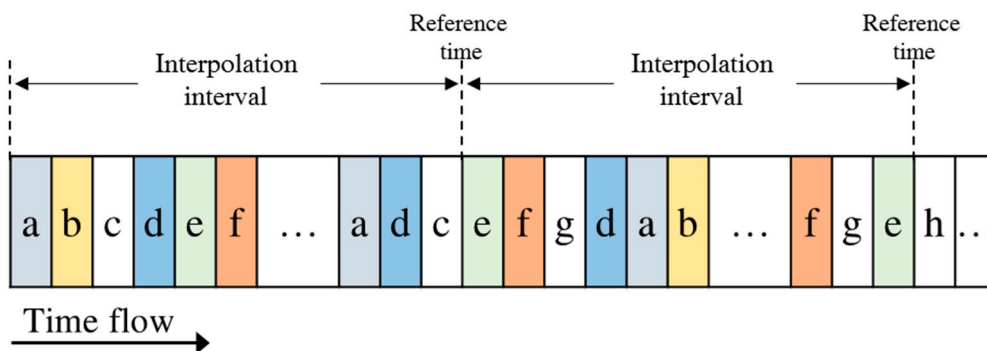 Reference
time
Reference
time
Interpolation
interval
Interpolation
interval
a b c d e f ... a d c e f g d a b ... f g e h ...
Time flow